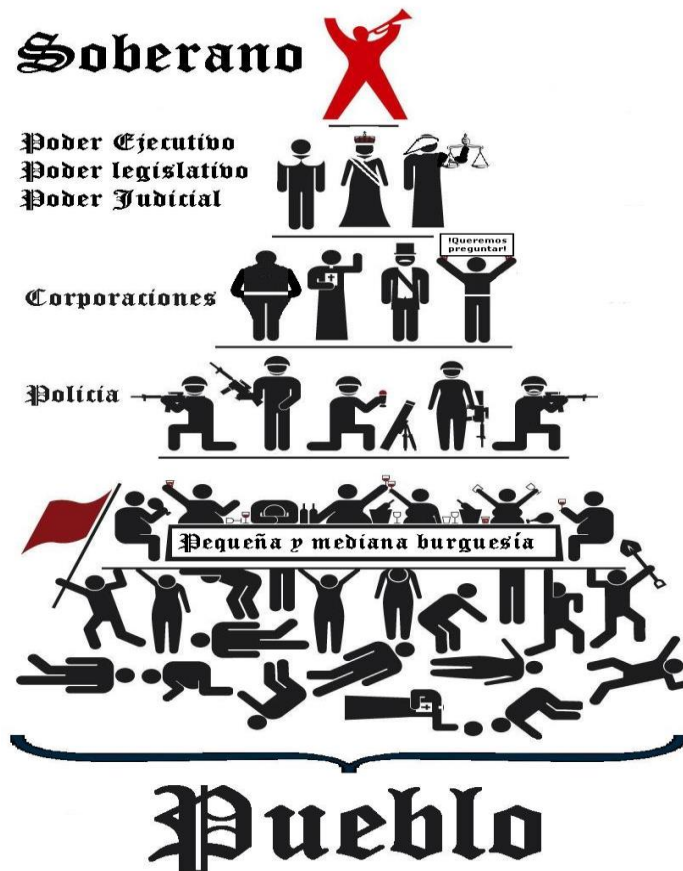 Soberano
Poder Ejecutivo
Poder legislativo
Poder Judicial
!Queremos
preguntar!
Corporaciones
Policía
Pequeña y mediana burguesía
Pueblo